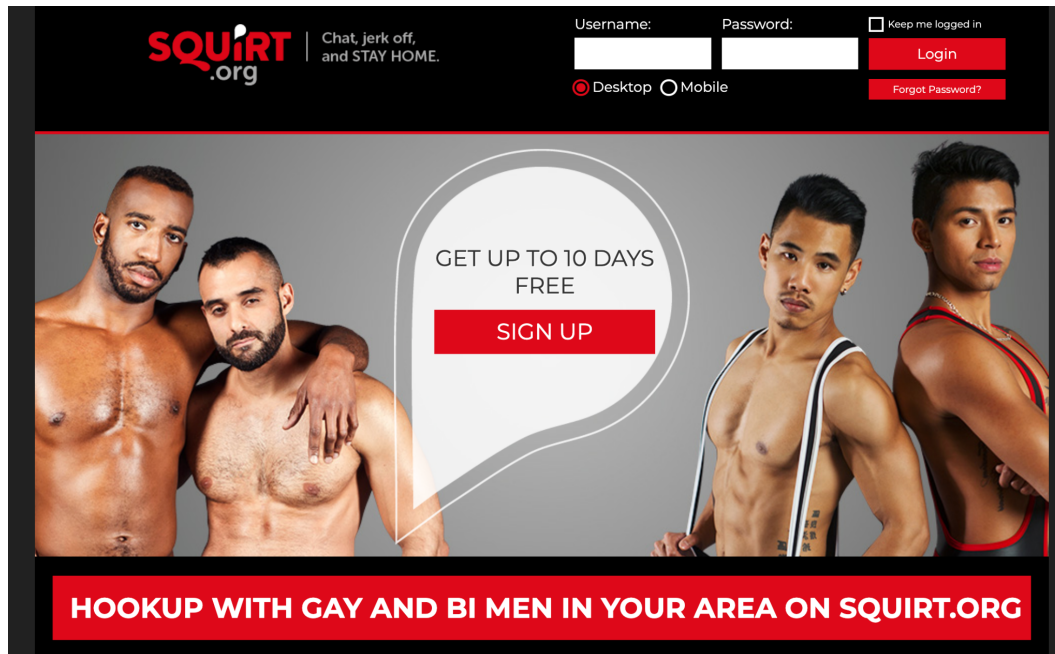 SQUIRT
.org
Chat, jerk off,
and STAY HOME.
Username:
Password:
Keep me logged in
Login
Desktop
Mobile
Forgot Password?
GET UP TO 10 DAYS
FREE
SIGN UP
HOOKUP WITH GAY AND BI MEN IN YOUR AREA ON SQUIRT.ORG